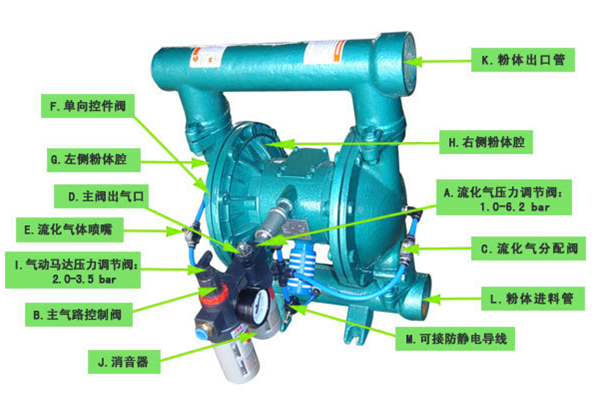 K.粉体出口管
F.单向控件阀
H.右侧粉体腔
G.左侧粉体腔
D.主阀出气口
A.流化气压力调节阀:
1.0-6.2 bar
E.流化气体喷嘴
C.流化气分配阀
I.气动马达压力调节阀:
2.0-3.5 bar
L.粉体进料管
B.主气路控制阀
M.可接防静电导线
J.消音器